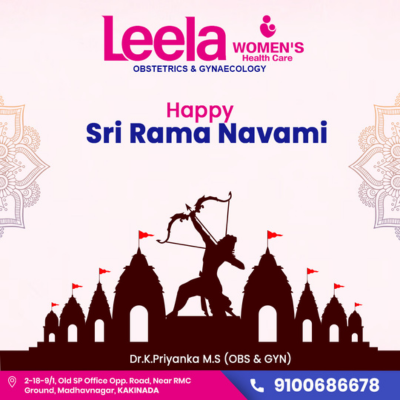 Leela WOMEN'S
Health Care
OBSTETRICS & GYNAECOLOGY
Happy
Sri Rama Navami
Dr.K.Priyanka M.S (OBS & GYN)
2-18-9/1, Old SP Office Opp. Road, Near RMC
Ground, Madhavnagar, KAKINADA
9100686678